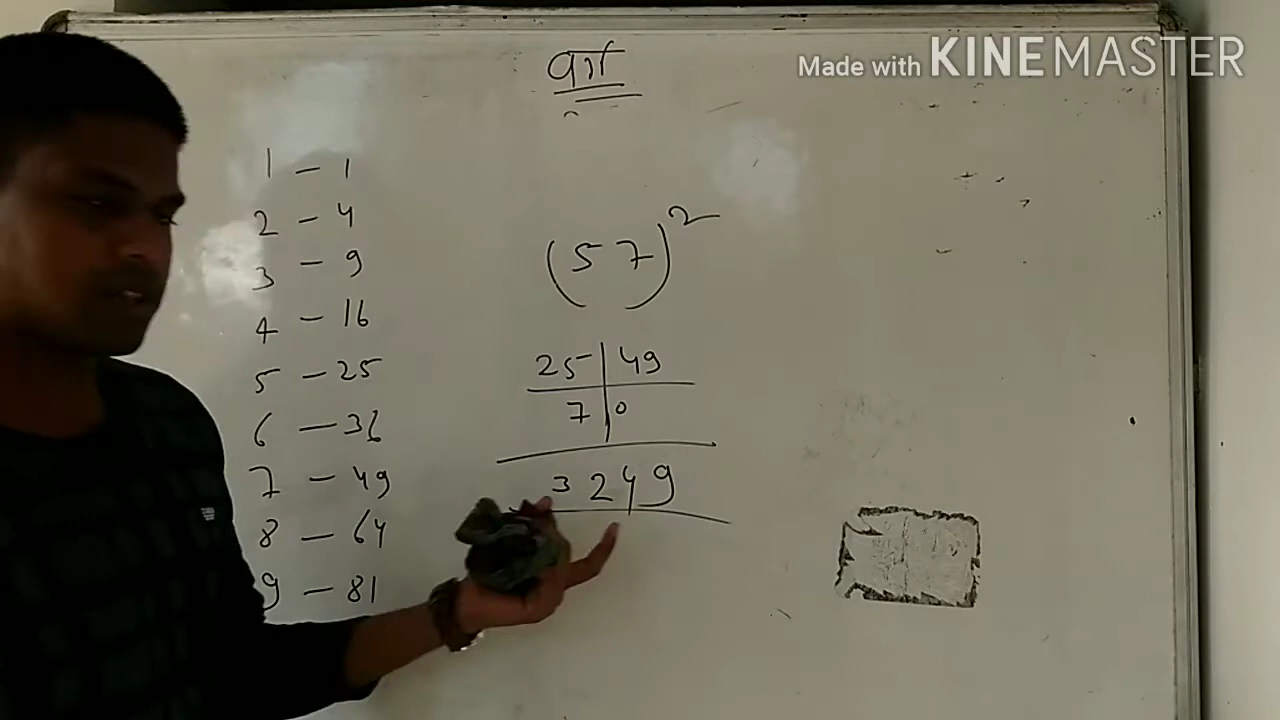 Made with KINEMASTER
वर्ग
1 – 1
2 – 4
3 – 9
4 – 16
5 – 25
6 – 36
7 – 49
8 – 64
9 – 81
(57)²
25 | 49
7 | 0
3249